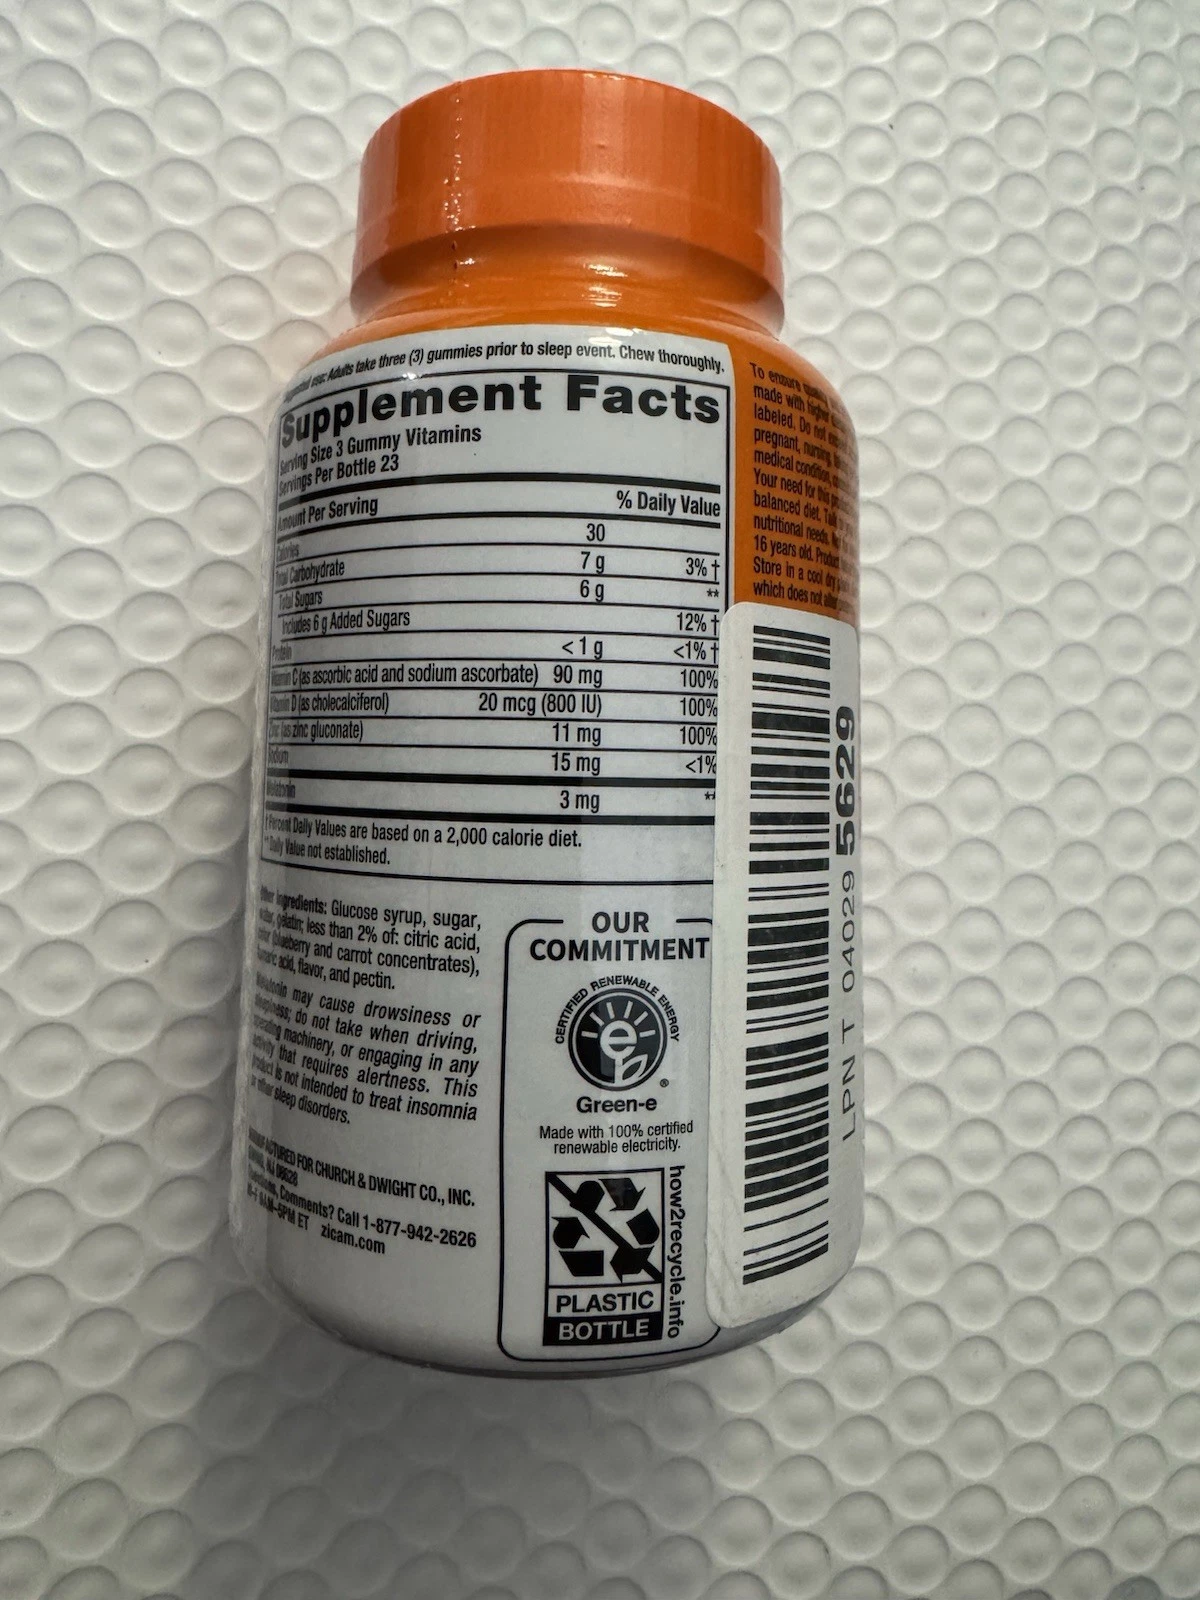 use: Adults take three (3) gummies prior to sleep event. Chew thoroughly.
Supplement Facts
Serving Size 3 Gummy Vitamins
Servings Per Bottle 23
Amount Per Serving % Daily Value
Calories 30
Total Carbohydrate 7 g 3% †
Total Sugars 6 g **
Includes 6 g Added Sugars 12% †
Protein <1 g <1% †
Vitamin C (as ascorbic acid and sodium ascorbate) 90 mg 100%
Vitamin D (as cholecalciferol) 20 mcg (800 IU) 100%
Zinc (as zinc gluconate) 11 mg 100%
Sodium 15 mg <1%
Melatonin 3 mg **
† Percent Daily Values are based on a 2,000 calorie diet.
** Daily Value not established.
Other Ingredients: Glucose syrup, sugar,
water, gelatin; less than 2% of: citric acid,
color (blueberry and carrot concentrates),
fumaric acid, flavor, and pectin.
Melatonin may cause drowsiness or
sleepiness; do not take when driving,
operating machinery, or engaging in any
activity that requires alertness. This
product is not intended to treat insomnia
or other sleep disorders.
MANUFACTURED FOR CHURCH & DWIGHT CO., INC.
NJ 08628
Questions, Comments? Call 1-877-942-2626
M-F 9AM-5PM ET zicam.com
OUR
COMMITMENT
CERTIFIED RENEWABLE ENERGY
e
®
Green-e
Made with 100% certified
renewable electricity.
PLASTIC
BOTTLE
how2recycle.info
To ensure
made with higher
labeled. Do not
pregnant, nursing,
medical condition,
Your need for this
balanced diet. Talk
nutritional needs. Not
16 years old. Product
Store in a cool dry
which does not alter
LPN T 04029 5629